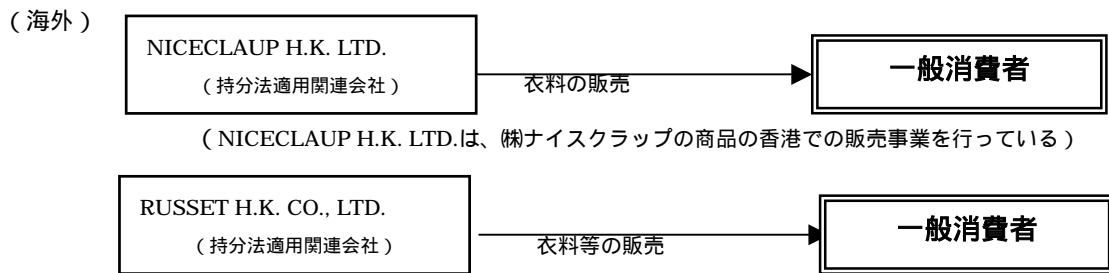 （海外）
NICECLAUP H.K. LTD.
（持分法適用関連会社）
衣料の販売
一般消費者
（NICECLAUP H.K. LTD.は、㈱ナイスクラップの商品の香港での販売事業を行っている）
RUSSET H.K. CO., LTD.
（持分法適用関連会社）
衣料等の販売
一般消費者